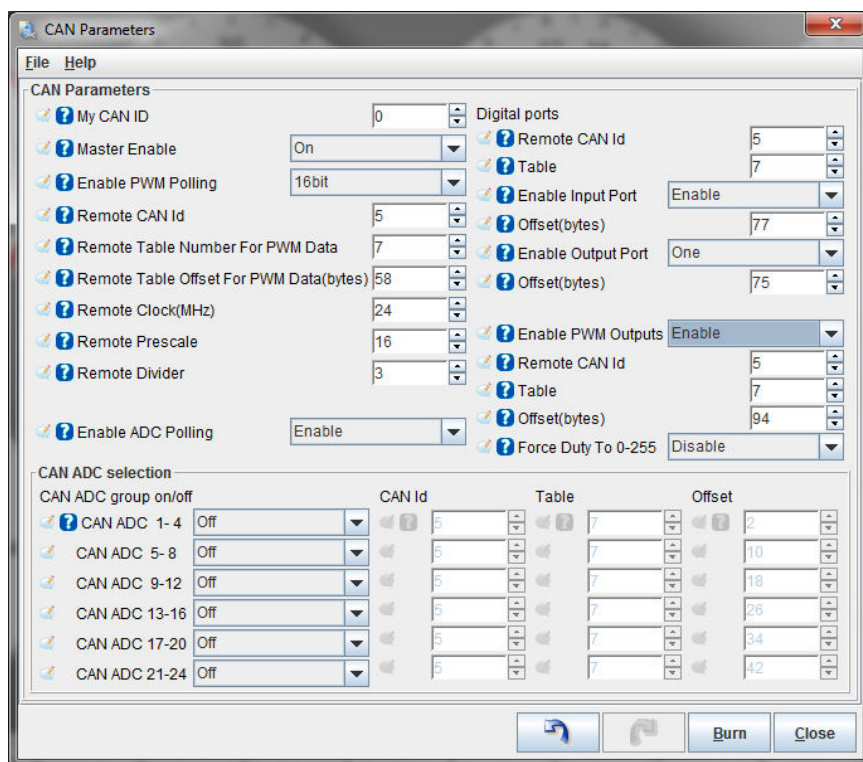 CAN Parameters
File Help
CAN Parameters
My CAN ID 0
Master Enable On
Enable PWM Polling 16bit
Remote CAN Id 5
Remote Table Number For PWM Data 7
Remote Table Offset For PWM Data(bytes) 58
Remote Clock(MHz) 24
Remote Prescale 16
Remote Divider 3
Enable ADC Polling Enable
Digital ports
Remote CAN Id 5
Table 7
Enable Input Port Enable
Offset(bytes) 77
Enable Output Port One
Offset(bytes) 75
Enable PWM Outputs Enable
Remote CAN Id 5
Table 7
Offset(bytes) 94
Force Duty To 0-255 Disable
CAN ADC selection
CAN ADC group on/off CAN Id Table Offset
CAN ADC 1- 4 Off 5 7 2
CAN ADC 5- 8 Off 5 7 10
CAN ADC 9-12 Off 5 7 18
CAN ADC 13-16 Off 5 7 26
CAN ADC 17-20 Off 5 7 34
CAN ADC 21-24 Off 5 7 42
Burn Close